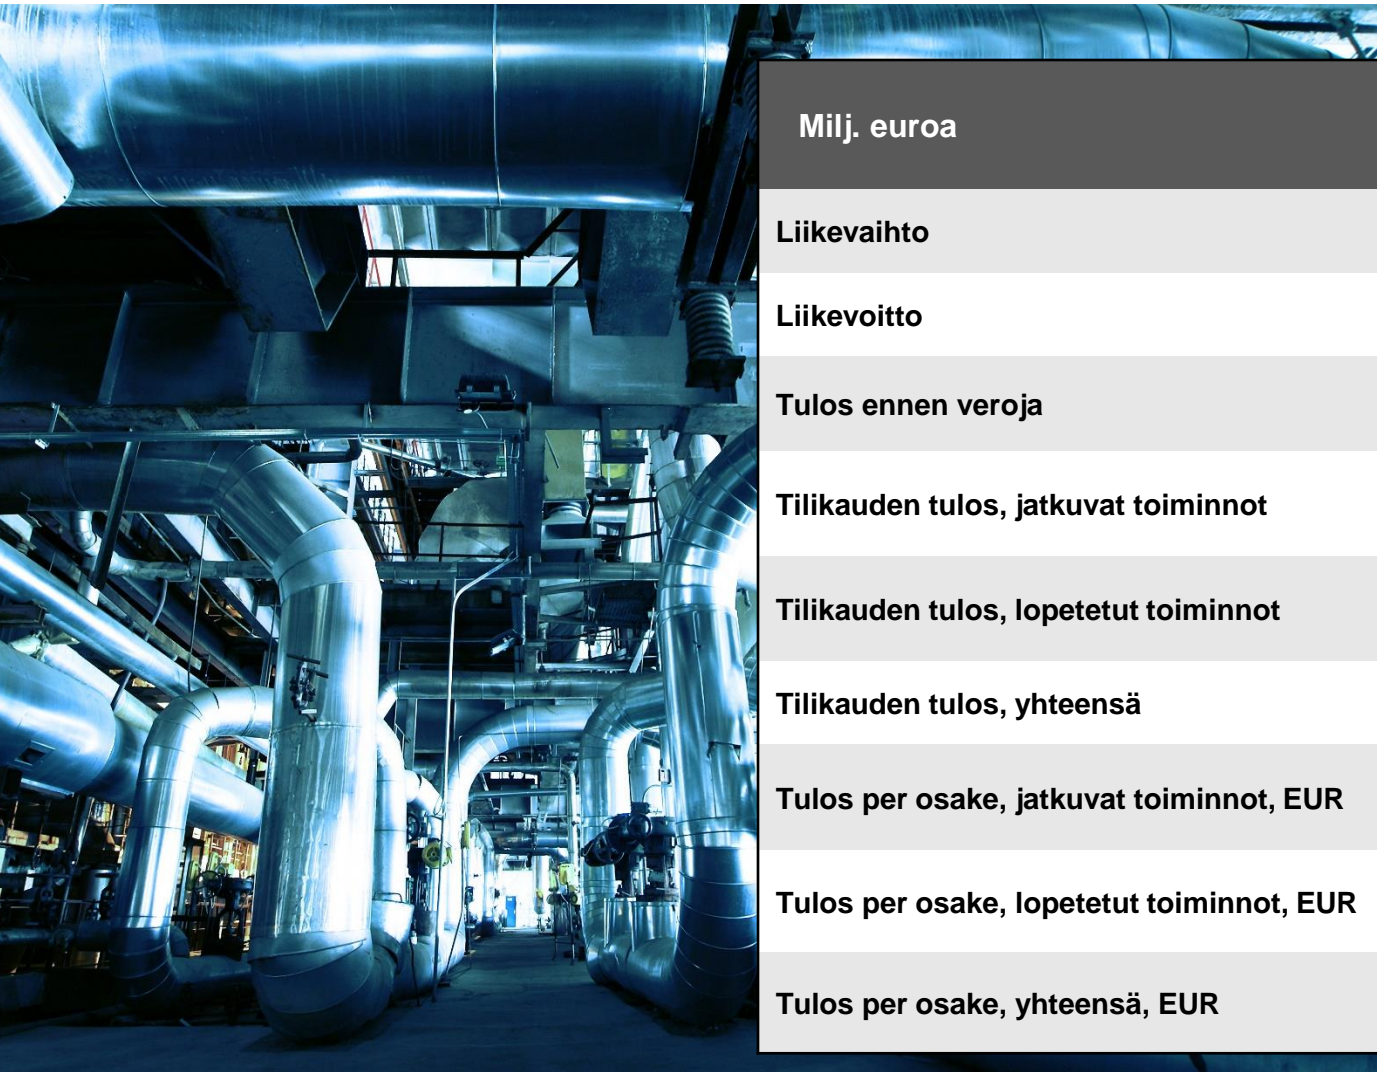 Milj. euroa
Liikevaihto
Liikevoitto
Tulos ennen veroja
Tilikauden tulos, jatkuvat toiminnot
Tilikauden tulos, lopetetut toiminnot
Tilikauden tulos, yhteensä
Tulos per osake, jatkuvat toiminnot, EUR
Tulos per osake, lopetetut toiminnot, EUR
Tulos per osake, yhteensä, EUR